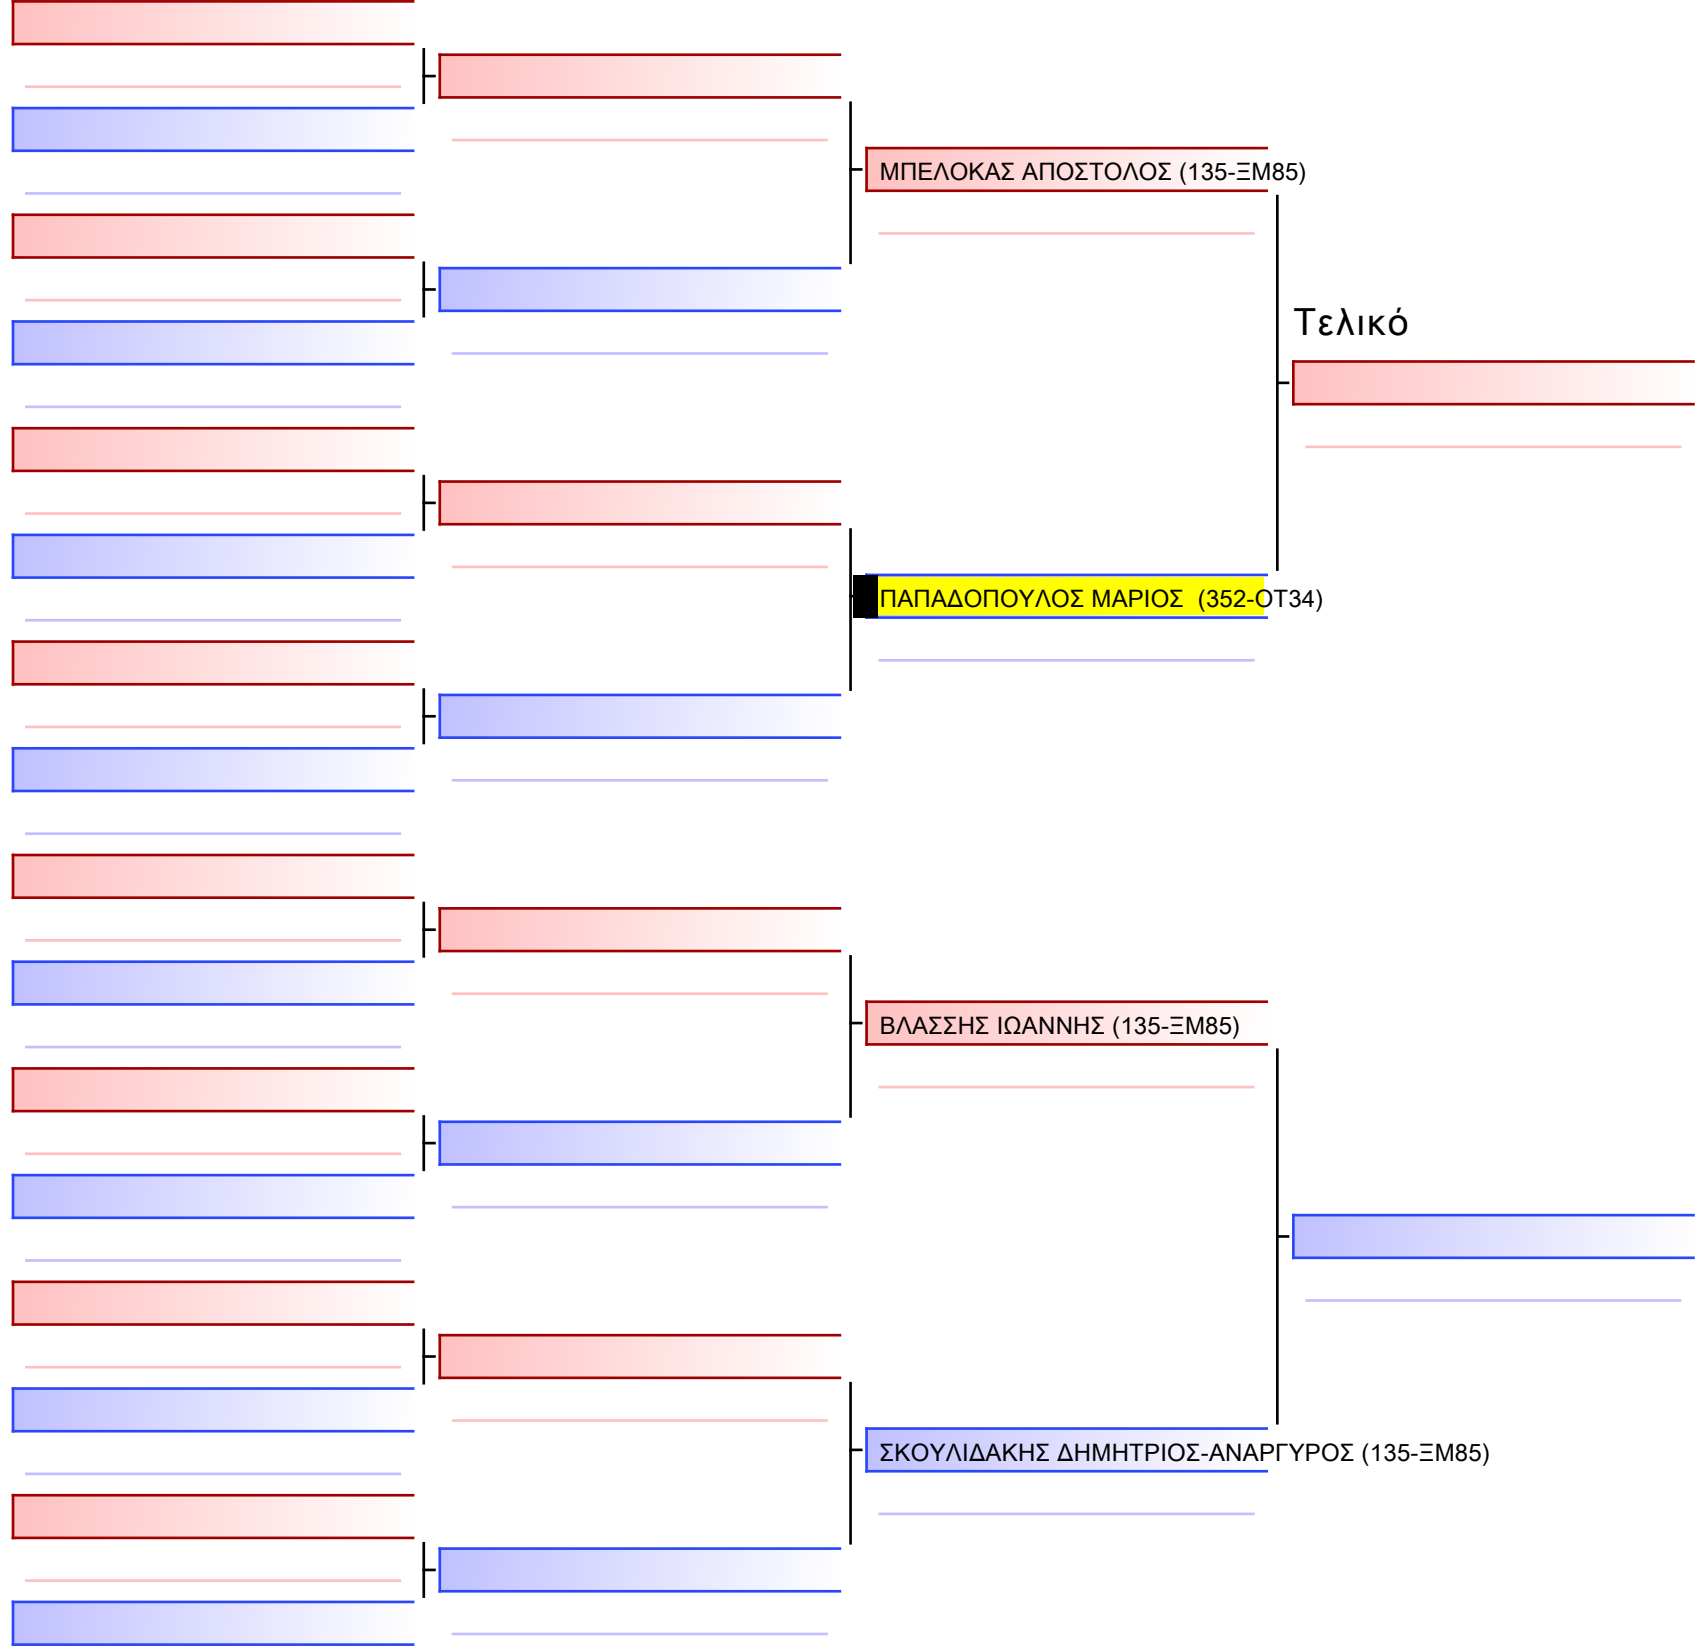 ΜΠΕΛΟΚΑΣ ΑΠΟΣΤΟΛΟΣ (135-ΞΜ85)
Τελικό
ΠΑΠΑΔΟΠΟΥΛΟΣ ΜΑΡΙΟΣ (352-ΟΤ34)
ΒΛΑΣΣΗΣ ΙΩΑΝΝΗΣ (135-ΞΜ85)
ΣΚΟΥΛΙΔΑΚΗΣ ΔΗΜΗΤΡΙΟΣ-ΑΝΑΡΓΥΡΟΣ (135-ΞΜ85)